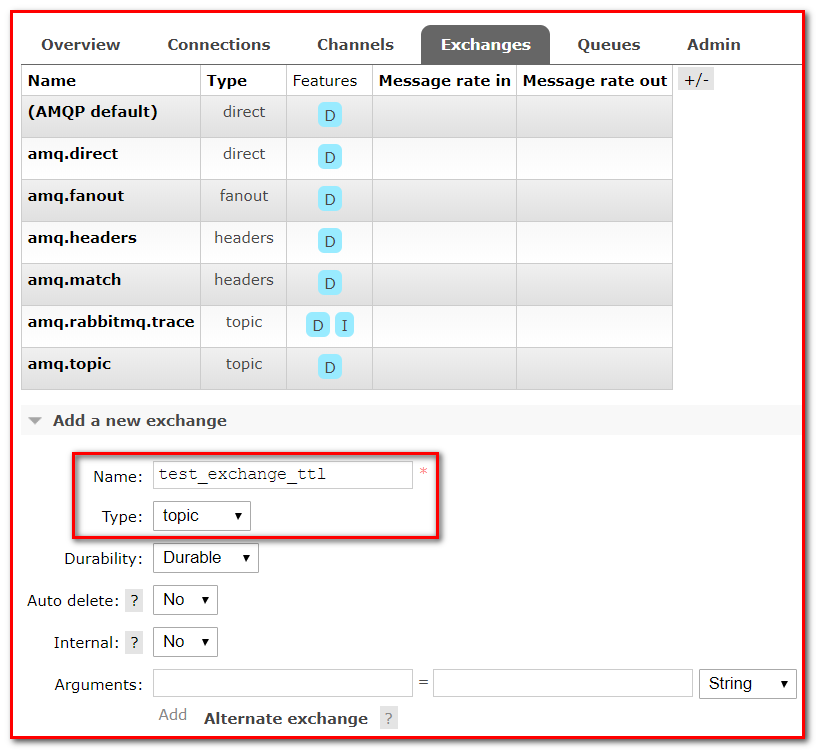 Overview Connections Channels Exchanges Queues Admin
Name Type Features Message rate in Message rate out +/-
(AMQP default) direct D
amq.direct direct D
amq.fanout fanout D
amq.headers headers D
amq.match headers D
amq.rabbitmq.trace topic D I
amq.topic topic D
Add a new exchange
Name: test_exchange_ttl *
Type: topic
Durability: Durable
Auto delete: ? No
Internal: ? No
Arguments: = String
Add Alternate exchange ?